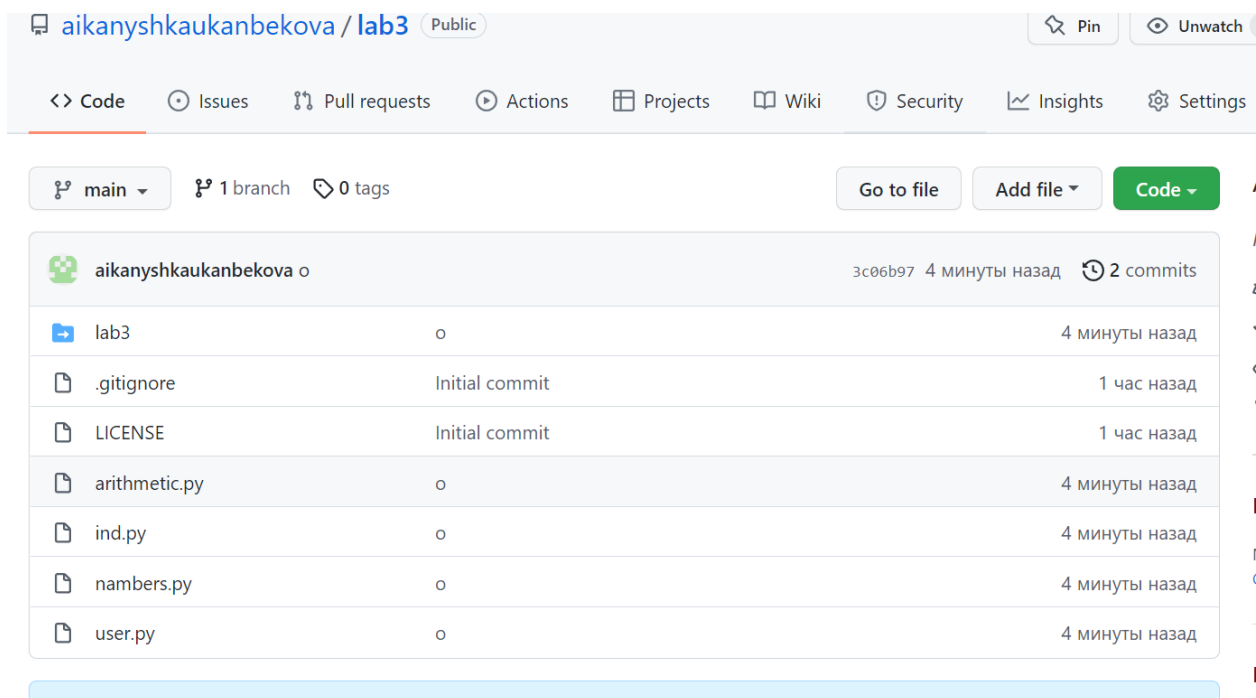 aikanyshkaukanbekova / lab3 Public Pin Unwatch
<> Code Issues Pull requests Actions Projects Wiki Security Insights Settings
main 1 branch 0 tags Go to file Add file Code
aikanyshkaukanbekova o 3c06b97 4 минуты назад 2 commits
lab3 o 4 минуты назад
.gitignore Initial commit 1 час назад
LICENSE Initial commit 1 час назад
arithmetic.py o 4 минуты назад
ind.py o 4 минуты назад
nambers.py o 4 минуты назад
user.py o 4 минуты назад